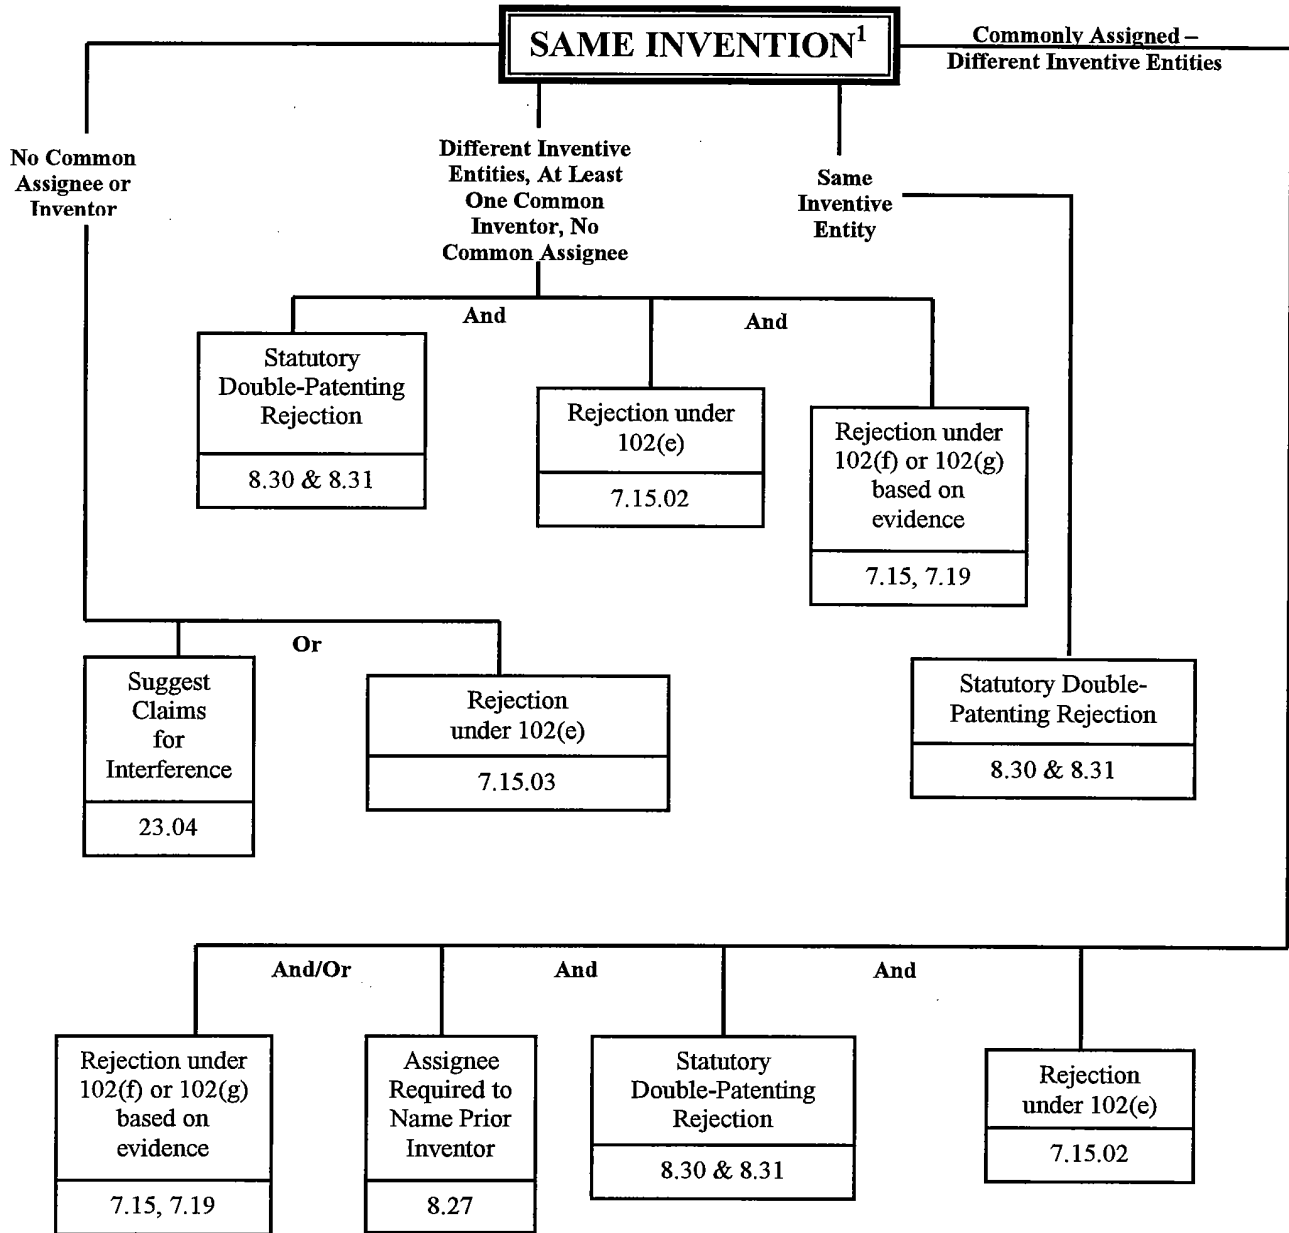 SAME INVENTION¹
Commonly Assigned –
Different Inventive Entities
No Common
Assignee or
Inventor
Different Inventive
Entities, At Least
One Common
Inventor, No
Common Assignee
Same
Inventive
Entity
And
And
Statutory
Double-Patenting
Rejection
8.30 & 8.31
Rejection under
102(e)
7.15.02
Rejection under
102(f) or 102(g)
based on
evidence
7.15, 7.19
Or
Suggest
Claims
for
Interference
23.04
Rejection
under 102(e)
7.15.03
Statutory Double-
Patenting Rejection
8.30 & 8.31
And/Or
And
And
Rejection under
102(f) or 102(g)
based on
evidence
7.15, 7.19
Assignee
Required to
Name Prior
Inventor
8.27
Statutory
Double-Patenting
Rejection
8.30 & 8.31
Rejection
under 102(e)
7.15.02